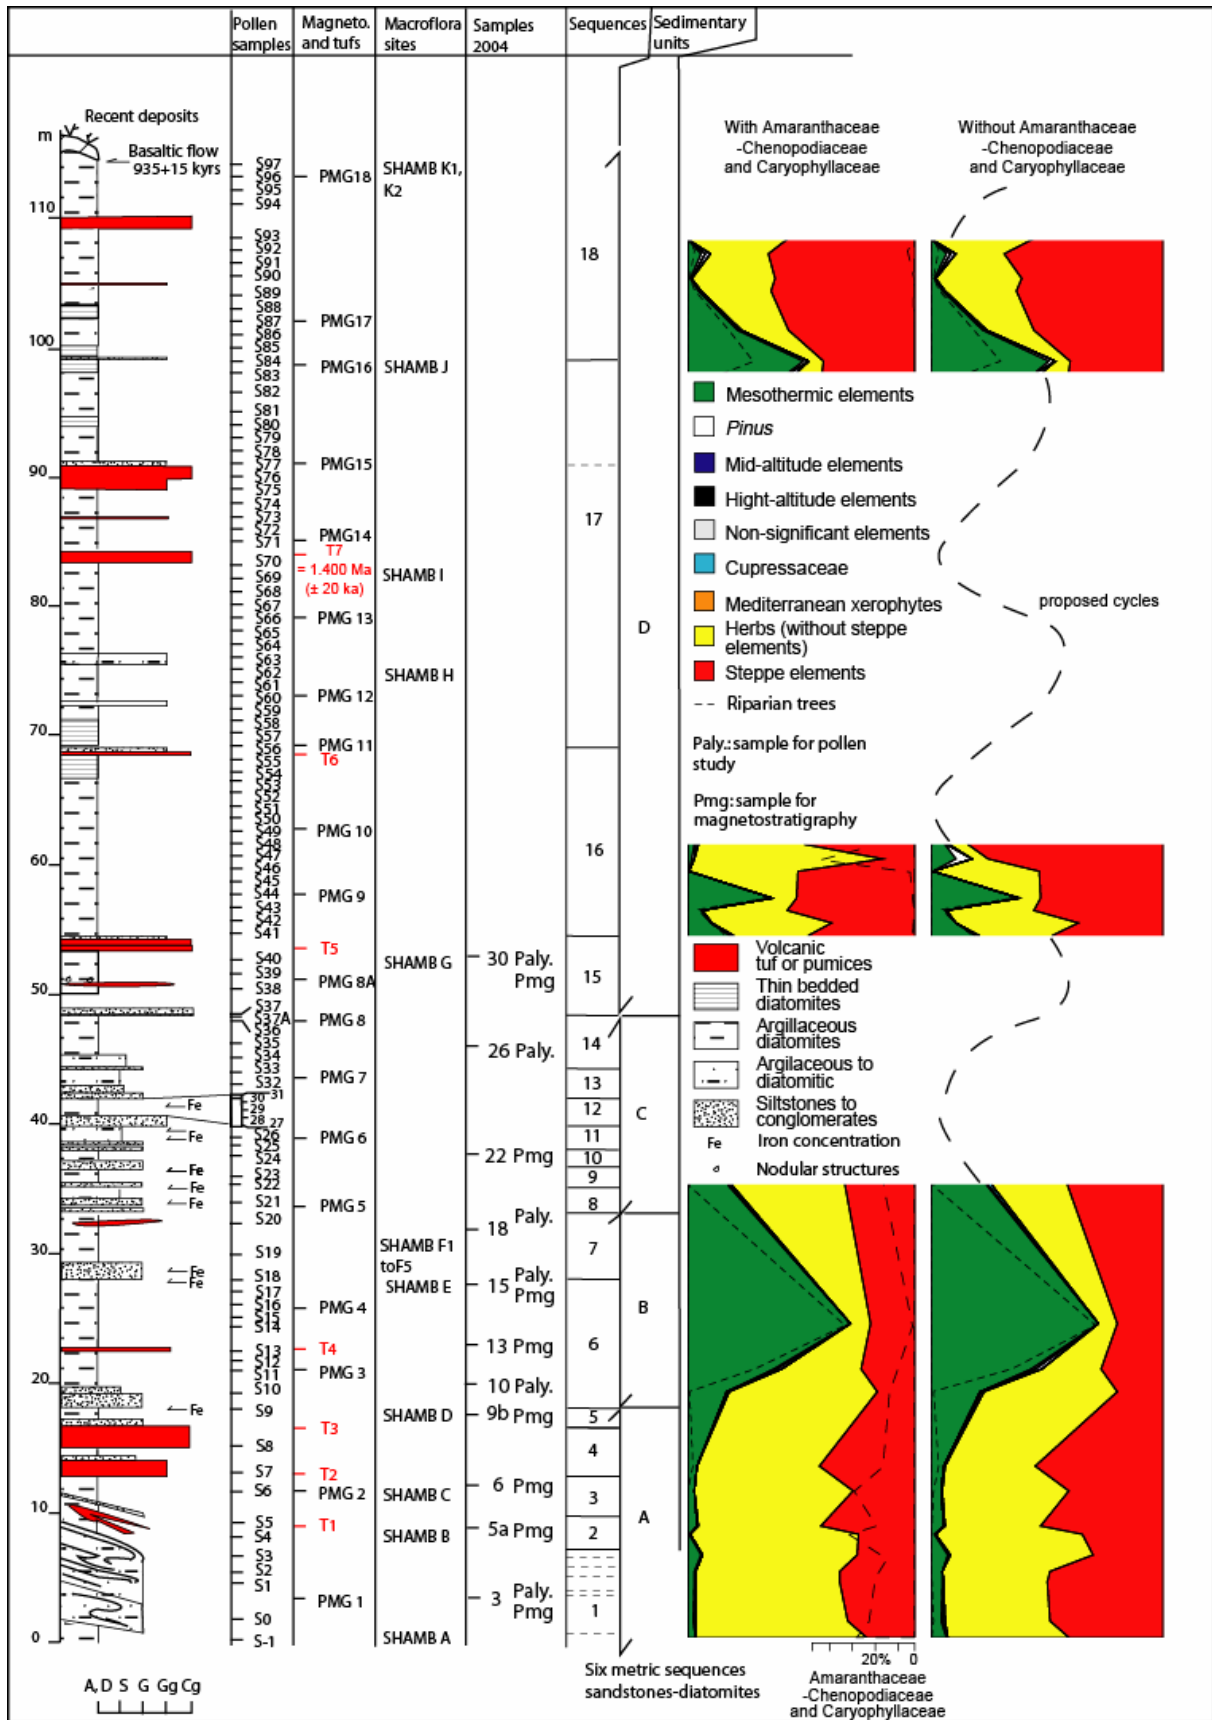 Pollen samples
Magneto. and tufs
Macroflora sites
Samples 2004
Sequences
Sedimentary units
Recent deposits
m
Basaltic flow
935+15 kyrs
110
100
90
80
70
60
50
40
30
20
10
0
Fe
Fe
Fe
Fe
Fe
Fe
Fe
Fe
Fe
A, D S G Gg Cg
S97
S96
S95
S94
S93
S92
S91
S90
S89
S88
S87
S86
S85
S84
S83
S82
S81
S80
S79
S78
S77
S76
S75
S74
S73
S72
S71
S70
S69
S68
S67
S66
S65
S64
S63
S62
S61
S60
S59
S58
S57
S56
S55
S54
S53
S52
S51
S50
S49
S48
S47
S46
S45
S44
S43
S42
S41
S40
S39
S38
S37
S37A
S36
S35
S34
S33
S32
31
30
29
28
27
S26
S25
S24
S23
S22
S21
S20
S19
S18
S17
S16
S15
S14
S13
S12
S11
S10
S9
S8
S7
S6
S5
S4
S3
S2
S1
S0
S-1
PMG18
PMG17
PMG16
PMG15
PMG14
T7
= 1.400 Ma
(± 20 ka)
PMG 13
PMG 12
PMG 11
T6
PMG 10
PMG 9
T5
PMG 8A
PMG 8
PMG 7
PMG 6
PMG 5
PMG 4
T4
PMG 3
T3
T2
PMG 2
T1
PMG 1
SHAMB K1,
K2
SHAMB J
SHAMB I
SHAMB H
SHAMB G
SHAMB F1
toF5
SHAMB E
SHAMB D
SHAMB C
SHAMB B
SHAMB A
30 Paly.
Pmg
26 Paly.
22 Pmg
18 Paly.
15 Paly.
Pmg
13 Pmg
10 Paly.
9b Pmg
6 Pmg
5a Pmg
3 Paly.
Pmg
18
17
16
15
14
13
12
11
10
9
8
7
6
5
4
3
2
1
Six metric sequences
sandstones-diatomites
D
C
B
A
With Amaranthaceae
-Chenopodiaceae
and Caryophyllaceae
Without Amaranthaceae
-Chenopodiaceae
and Caryophyllaceae
Mesothermic elements
Pinus
Mid-altitude elements
Hight-altitude elements
Non-significant elements
Cupressaceae
Mediterranean xerophytes
Herbs (without steppe
elements)
Steppe elements
Riparian trees
proposed cycles
Paly.: sample for pollen
study
Pmg: sample for
magnetostratigraphy
Volcanic
tuf or pumices
Thin bedded
diatomites
Argillaceous
diatomites
Argilaceous to
diatomitic
Siltstones to
conglomerates
Fe Iron concentration
Nodular structures
20% 0
Amaranthaceae
-Chenopodiaceae
and Caryophyllaceae